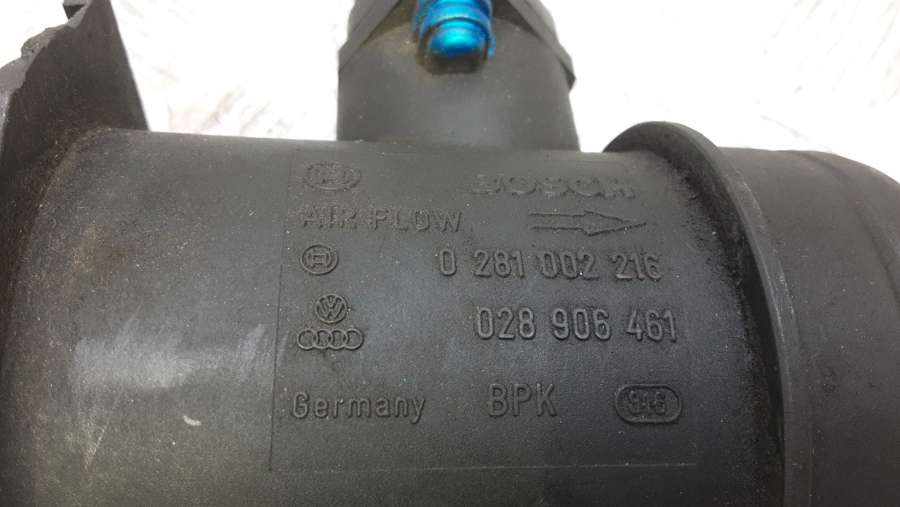 BOSCH
AIR FLOW
0 281 002 216
028 906 461
Germany BPK